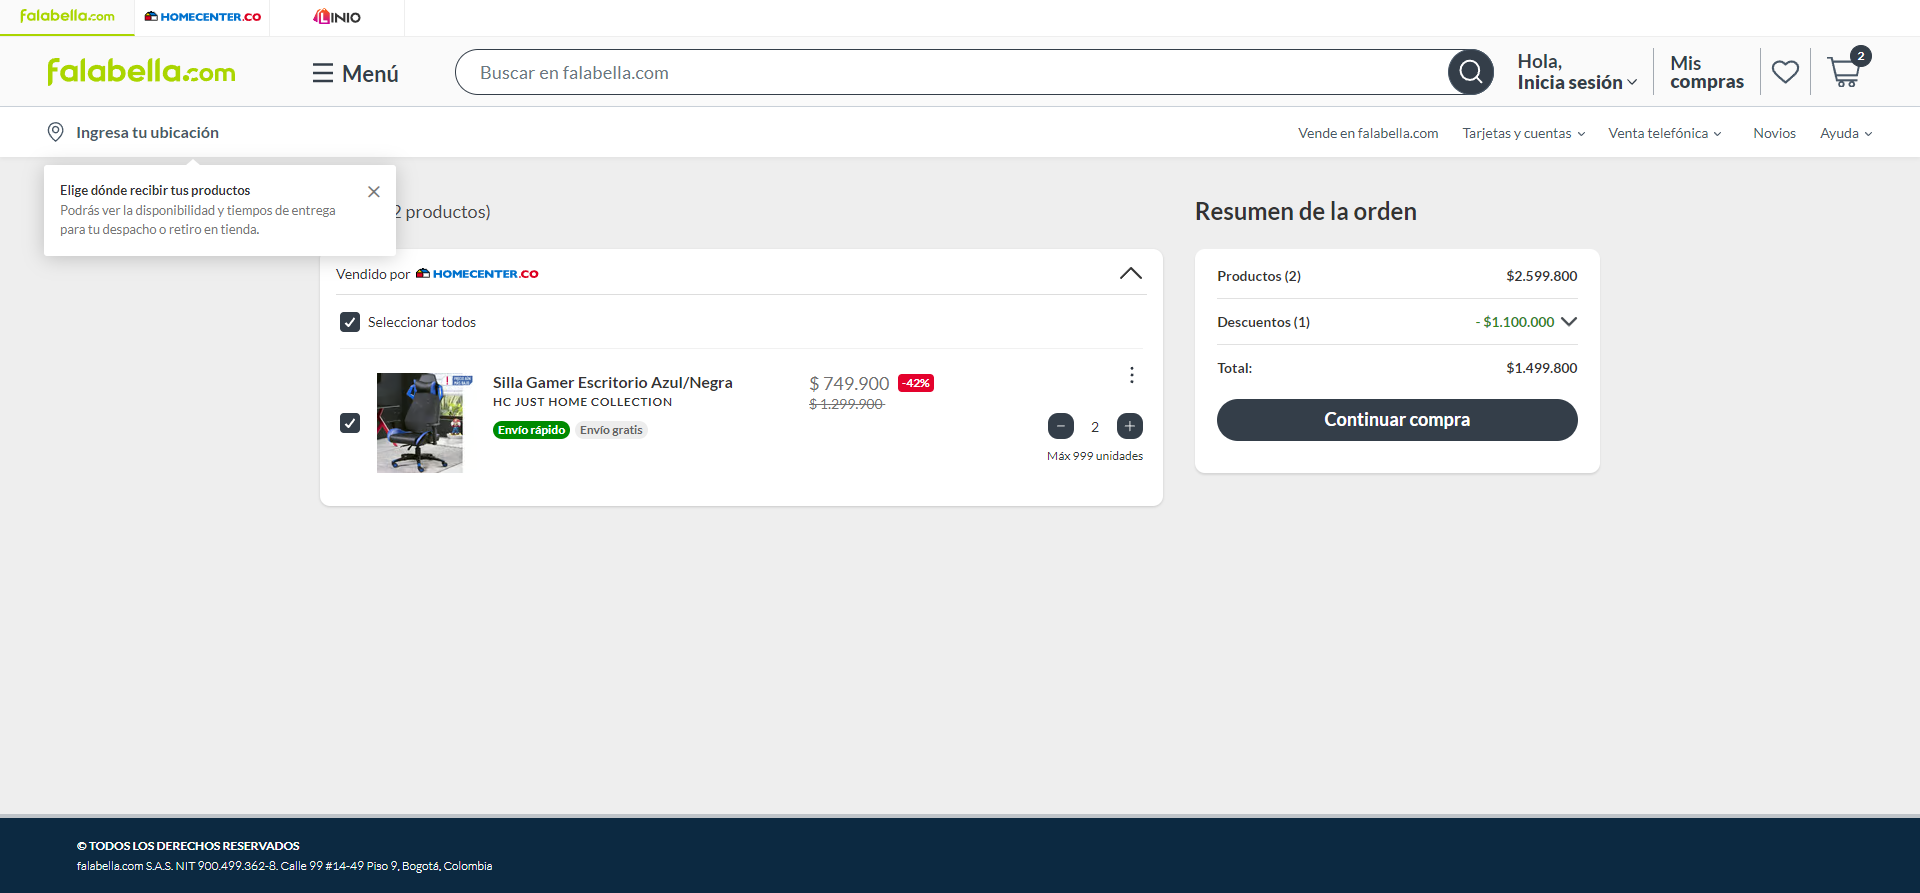 falabella.com
HOMECENTER.CO
LINIO
falabella.com
Menú
Buscar en falabella.com
Hola,
Inicia sesión
Mis
compras
2
Ingresa tu ubicación
Vende en falabella.com
Tarjetas y cuentas
Venta telefónica
Novios
Ayuda
Elige dónde recibir tus productos
Podrás ver la disponibilidad y tiempos de entrega
para tu despacho o retiro en tienda.
2 productos)
Vendido por HOMECENTER.CO
Seleccionar todos
Silla Gamer Escritorio Azul/Negra
HC JUST HOME COLLECTION
Envío rápido Envío gratis
$ 749.900 -42%
$ 1.299.900
2
Máx 999 unidades
Resumen de la orden
Productos (2) $2.599.800
Descuentos (1) - $1.100.000
Total: $1.499.800
Continuar compra
© TODOS LOS DERECHOS RESERVADOS
falabella.com S.A.S. NIT 900.499.362-8. Calle 99 #14-49 Piso 9, Bogotá, Colombia